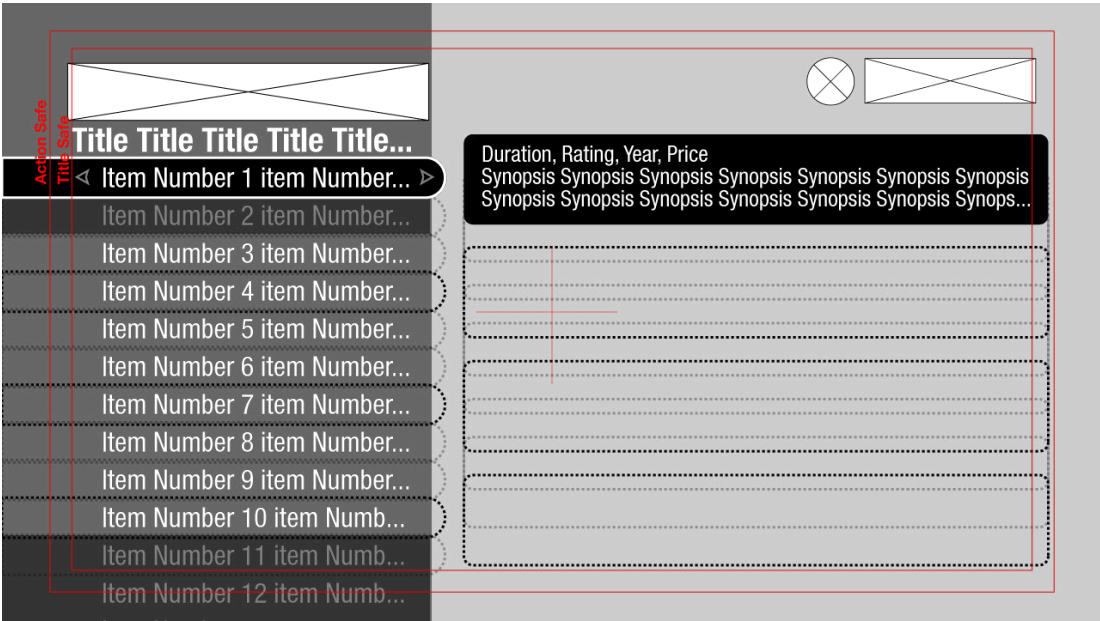 Action Safe
Title Safe
Title Title Title Title Title...
Item Number 1 item Number...
Item Number 2 item Number...
Item Number 3 item Number...
Item Number 4 item Number...
Item Number 5 item Number...
Item Number 6 item Number...
Item Number 7 item Number...
Item Number 8 item Number...
Item Number 9 item Number...
Item Number 10 item Numb...
Item Number 11 item Numb...
Item Number 12 item Numb...
Duration, Rating, Year, Price
Synopsis Synopsis Synopsis Synopsis Synopsis Synopsis Synopsis
Synopsis Synopsis Synopsis Synopsis Synopsis Synopsis Synops...